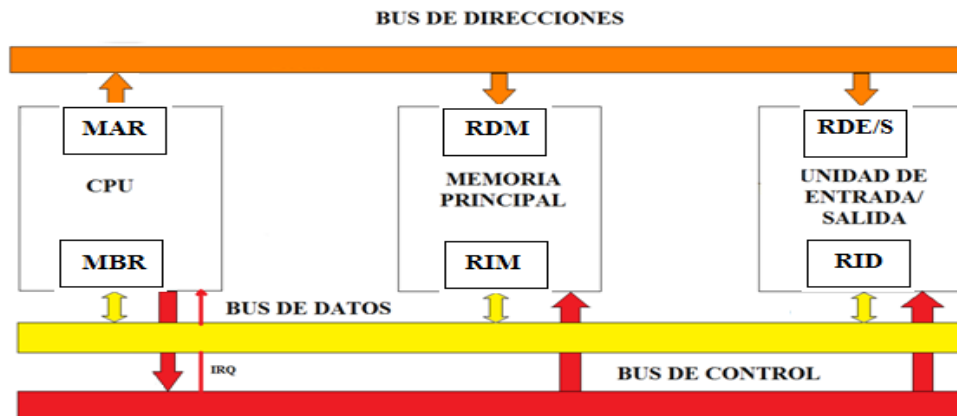 BUS DE DIRECCIONES
MAR
RDM
RDE/S
CPU
MEMORIA
PRINCIPAL
UNIDAD DE
ENTRADA/
SALIDA
MBR
RIM
RID
BUS DE DATOS
IRQ
BUS DE CONTROL